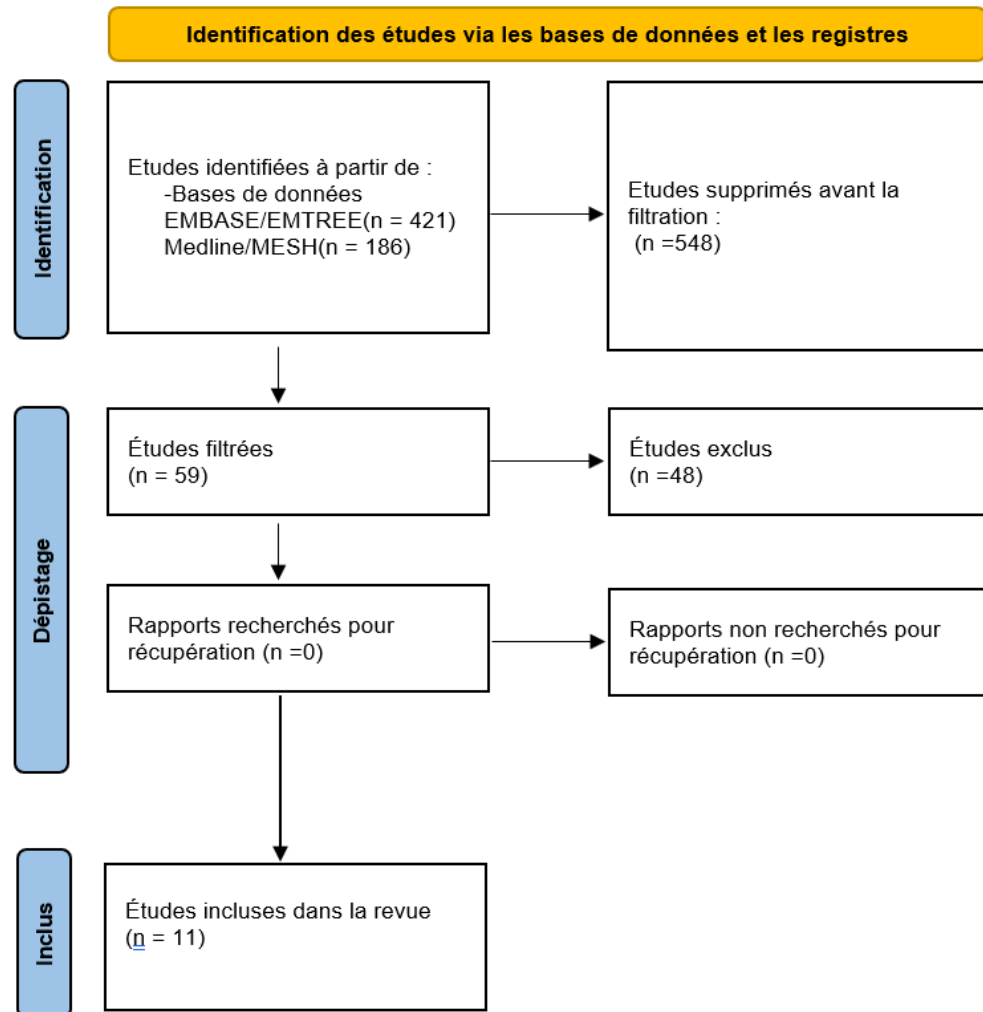 Identification des études via les bases de données et les registres
Identification
Etudes identifiées à partir de :
-Bases de données
EMBASE/EMTREE(n = 421)
Medline/MESH(n = 186)
Etudes supprimés avant la
filtration :
(n =548)
Dépistage
Études filtrées
(n = 59)
Études exclus
(n =48)
Rapports recherchés pour
récupération (n =0)
Rapports non recherchés pour
récupération (n =0)
Inclus
Études incluses dans la revue
(n = 11)